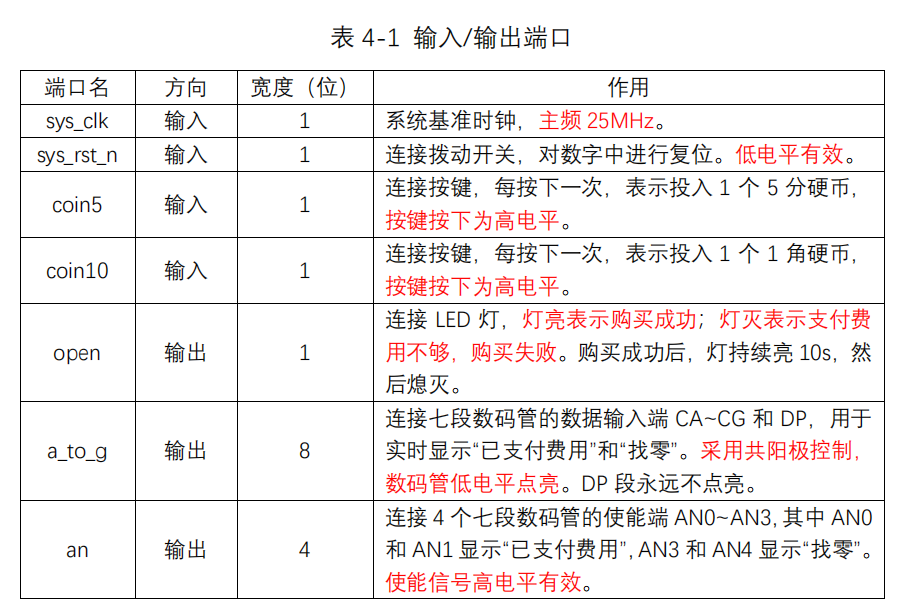 表 4-1 输入/输出端口
端口名 方向 宽度（位） 作用
sys_clk 输入 1 系统基准时钟，主频 25MHz。
sys_rst_n 输入 1 连接拨动开关，对数字中进行复位。低电平有效。
coin5 输入 1 连接按键，每按下一次，表示投入 1 个 5 分硬币，
按键按下为高电平。
coin10 输入 1 连接按键，每按下一次，表示投入 1 个 1 角硬币，
按键按下为高电平。
open 输出 1 连接 LED 灯，灯亮表示购买成功；灯灭表示支付费
用不够，购买失败。购买成功后，灯持续亮 10s，然
后熄灭。
a_to_g 输出 8 连接七段数码管的数据输入端 CA~CG 和 DP，用于
实时显示“已支付费用”和“找零”。采用共阳极控制，
数码管低电平点亮。DP 段永远不点亮。
an 输出 4 连接 4 个七段数码管的使能端 AN0~AN3，其中 AN0
和 AN1 显示“已支付费用”，AN3 和 AN4 显示“找零”。
使能信号高电平有效。